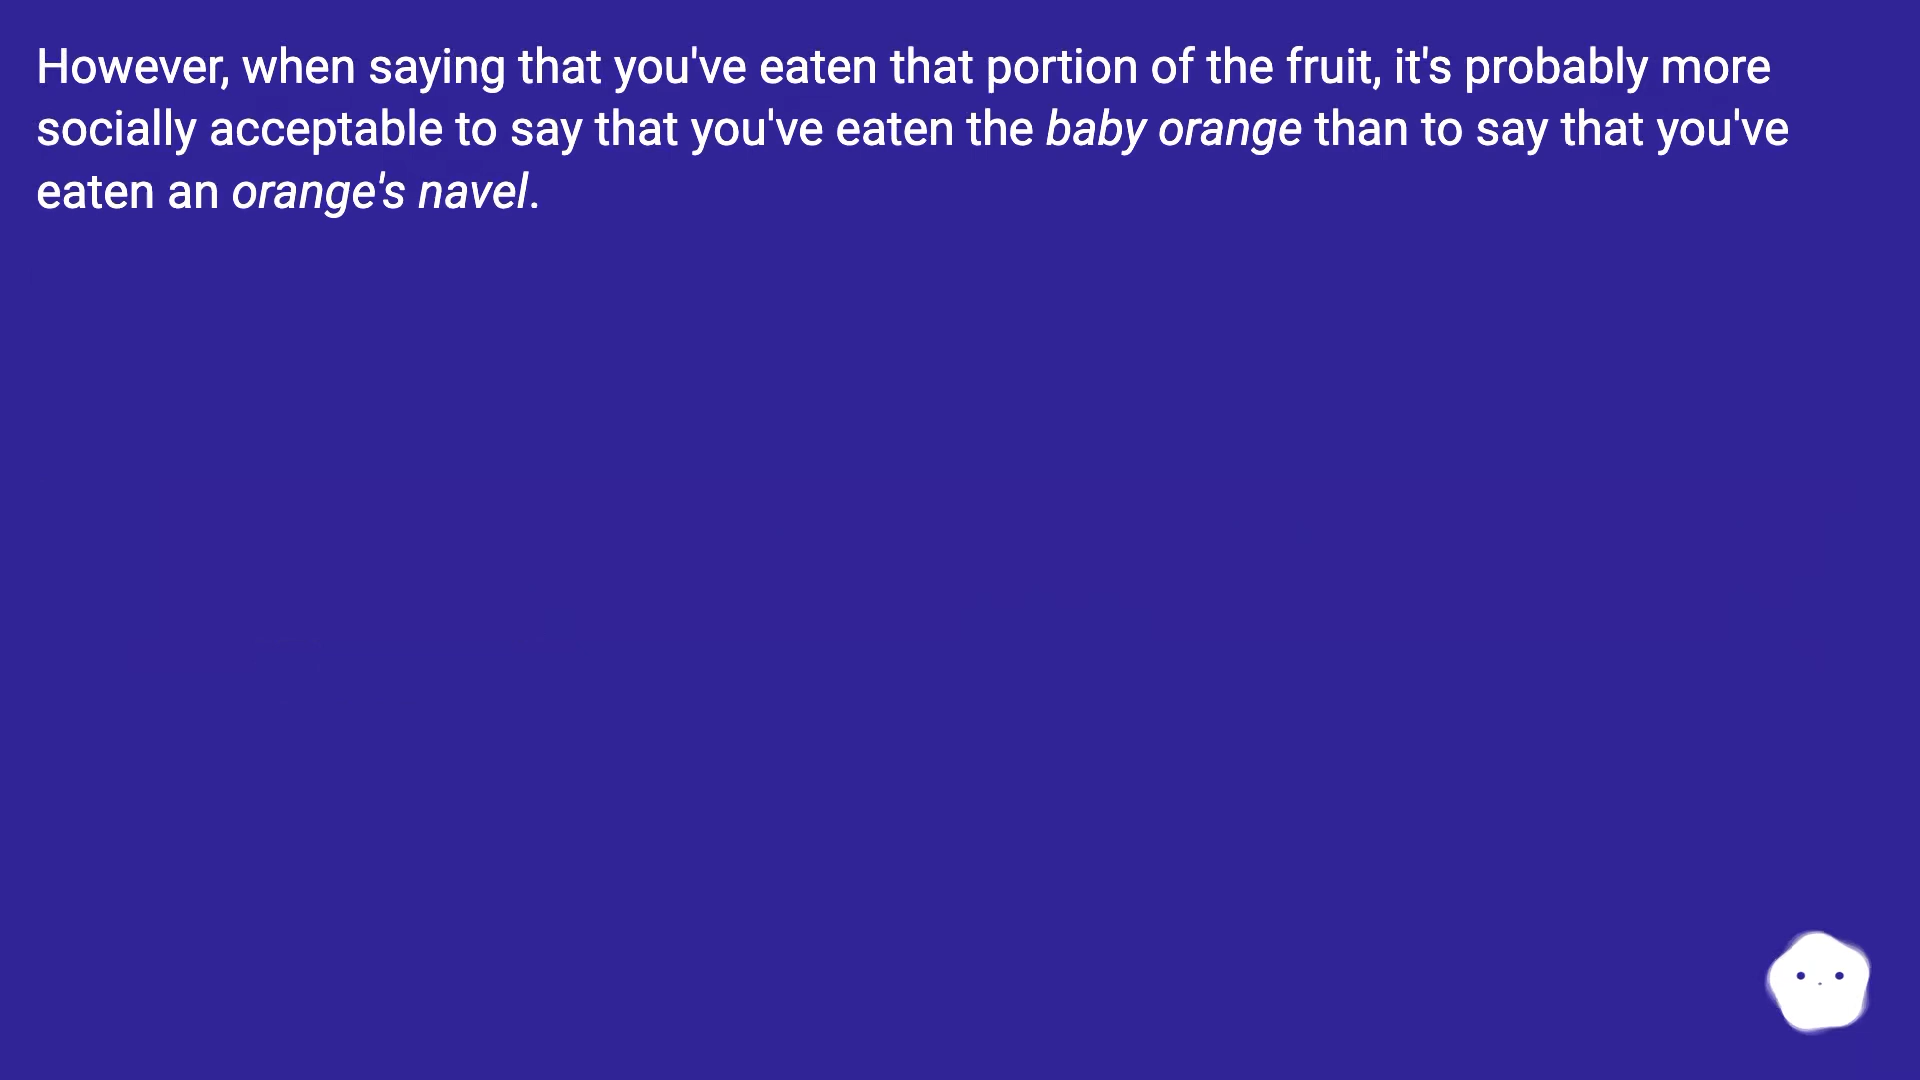 However, when saying that you've eaten that portion of the fruit, it's probably more
socially acceptable to say that you've eaten the baby orange than to say that you've
eaten an orange's navel.